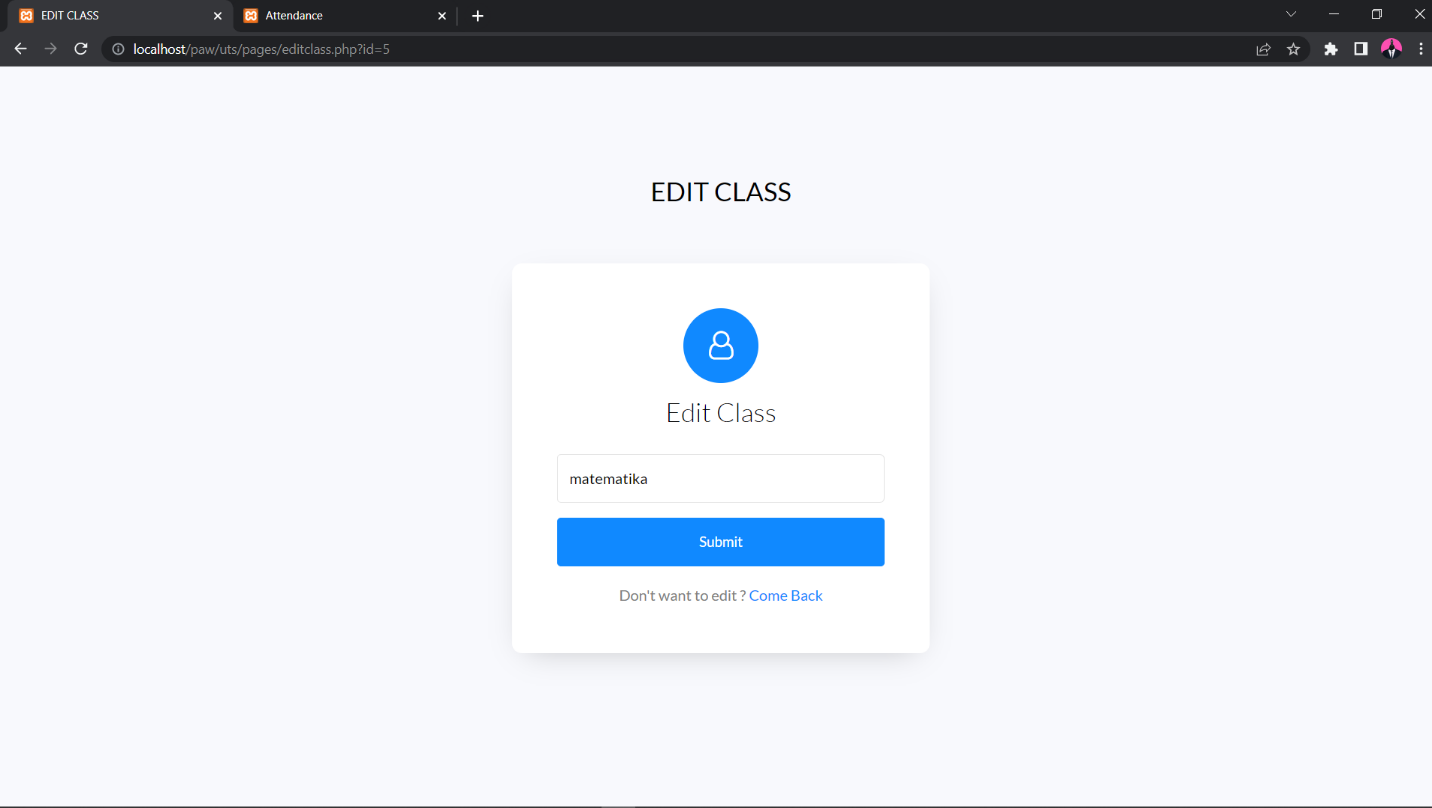 EDIT CLASS
Attendance
localhost/paw/uts/pages/editclass.php?id=5
EDIT CLASS
Edit Class
matematika
Submit
Don't want to edit ? Come Back